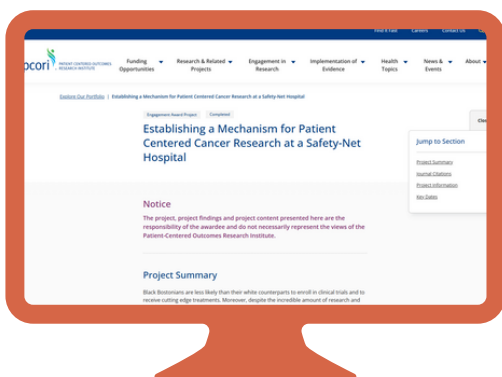 Find It Fast Careers Contact Us
pcori PATIENT-CENTERED OUTCOMES RESEARCH INSTITUTE
Funding Opportunities
Research & Related Projects
Engagement in Research
Implementation of Evidence
Health Topics
News & Events
About
Explore Our Portfolio | Establishing a Mechanism for Patient Centered Cancer Research at a Safety-Net Hospital
Engagement Award Project Completed
Establishing a Mechanism for Patient
Centered Cancer Research at a Safety-Net
Hospital
Jump to Section
Project Summary
Journal Citations
Project Information
Key Dates
Notice
The project, project findings and project content presented here are the
responsibility of the awardee and do not necessarily represent the views of the
Patient-Centered Outcomes Research Institute.
Project Summary
Black Bostonians are less likely than their white counterparts to enroll in clinical trials and to
receive cutting edge treatments. Moreover, despite the incredible amount of research and